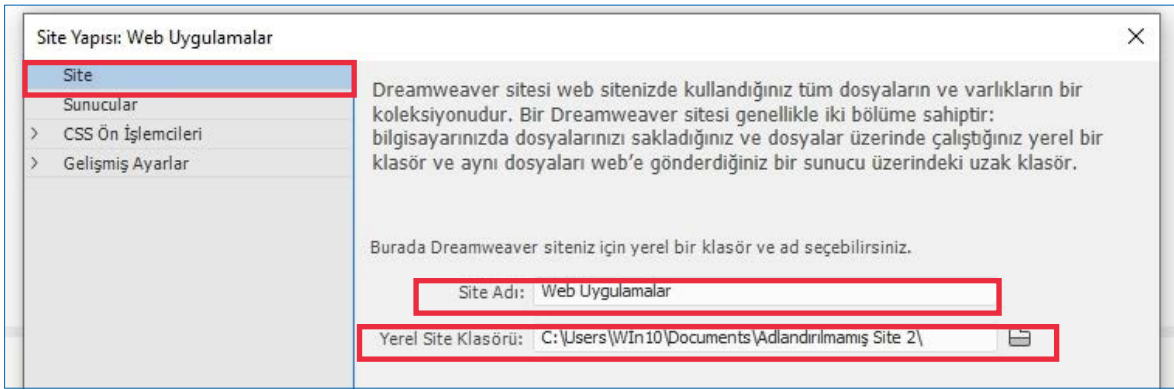 Site Yapısı: Web Uygulamalar
Site
Sunucular
CSS Ön İşlemcileri
Gelişmiş Ayarlar
Dreamweaver sitesi web sitenizde kullandığınız tüm dosyaların ve varlıkların bir
koleksiyonudur. Bir Dreamweaver sitesi genellikle iki bölüme sahiptir:
bilgisayarınızda dosyalarınızı sakladığınız ve dosyalar üzerinde çalıştığınız yerel bir
klasör ve aynı dosyaları web’e gönderdiğiniz bir sunucu üzerindeki uzak klasör.
Burada Dreamweaver siteniz için yerel bir klasör ve ad seçebilirsiniz.
Site Adı: Web Uygulamalar
Yerel Site Klasörü: C:\Users\WIn10\Documents\Adlandırılmamış Site 2\